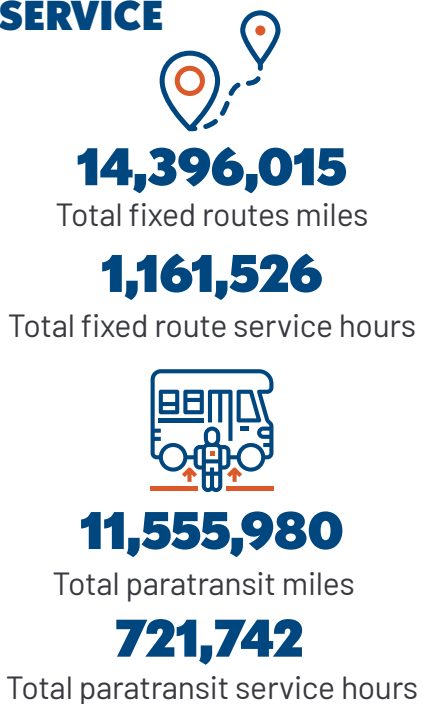 SERVICE
14,396,015
Total fixed routes miles
1,161,526
Total fixed route service hours
11,555,980
Total paratransit miles
721,742
Total paratransit service hours